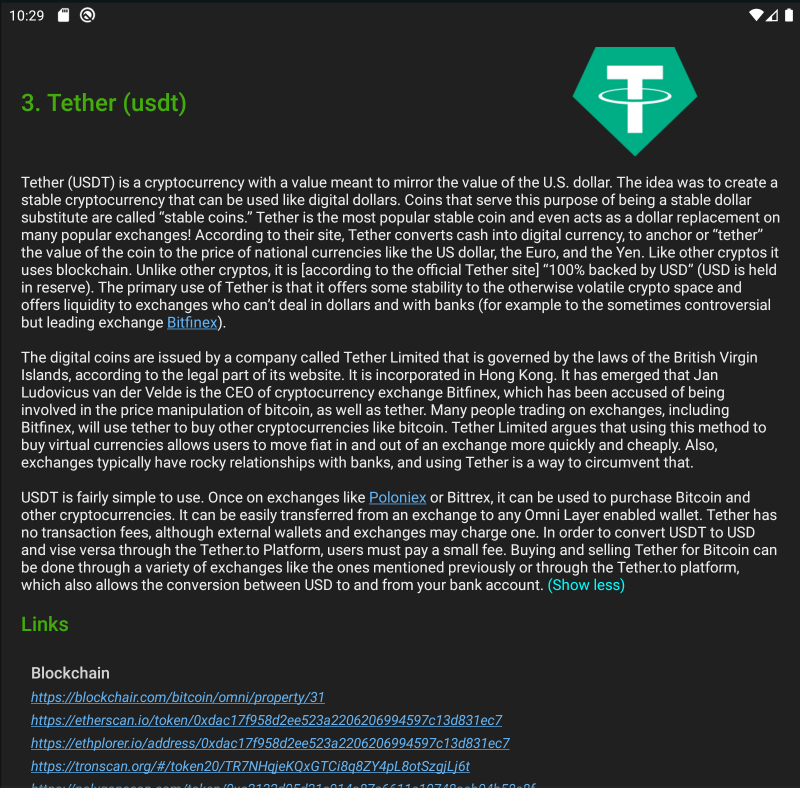 10:29
3. Tether (usdt)
Tether (USDT) is a cryptocurrency with a value meant to mirror the value of the U.S. dollar. The idea was to create a
stable cryptocurrency that can be used like digital dollars. Coins that serve this purpose of being a stable dollar
substitute are called “stable coins.” Tether is the most popular stable coin and even acts as a dollar replacement on
many popular exchanges! According to their site, Tether converts cash into digital currency, to anchor or “tether”
the value of the coin to the price of national currencies like the US dollar, the Euro, and the Yen. Like other cryptos it
uses blockchain. Unlike other cryptos, it is [according to the official Tether site] “100% backed by USD” (USD is held
in reserve). The primary use of Tether is that it offers some stability to the otherwise volatile crypto space and
offers liquidity to exchanges who can’t deal in dollars and with banks (for example to the sometimes controversial
but leading exchange Bitfinex).
The digital coins are issued by a company called Tether Limited that is governed by the laws of the British Virgin
Islands, according to the legal part of its website. It is incorporated in Hong Kong. It has emerged that Jan
Ludovicus van der Velde is the CEO of cryptocurrency exchange Bitfinex, which has been accused of being
involved in the price manipulation of bitcoin, as well as tether. Many people trading on exchanges, including
Bitfinex, will use tether to buy other cryptocurrencies like bitcoin. Tether Limited argues that using this method to
buy virtual currencies allows users to move fiat in and out of an exchange more quickly and cheaply. Also,
exchanges typically have rocky relationships with banks, and using Tether is a way to circumvent that.
USDT is fairly simple to use. Once on exchanges like Poloniex or Bittrex, it can be used to purchase Bitcoin and
other cryptocurrencies. It can be easily transferred from an exchange to any Omni Layer enabled wallet. Tether has
no transaction fees, although external wallets and exchanges may charge one. In order to convert USDT to USD
and vise versa through the Tether.to Platform, users must pay a small fee. Buying and selling Tether for Bitcoin can
be done through a variety of exchanges like the ones mentioned previously or through the Tether.to platform,
which also allows the conversion between USD to and from your bank account. (Show less)
Links
Blockchain
https://blockchair.com/bitcoin/omni/property/31
https://etherscan.io/token/0xdac17f958d2ee523a2206206994597c13d831ec7
https://ethplorer.io/address/0xdac17f958d2ee523a2206206994597c13d831ec7
https://tronscan.org/#/token20/TR7NHqjeKQxGTCi8q8ZY4pL8otSzgjLj6t